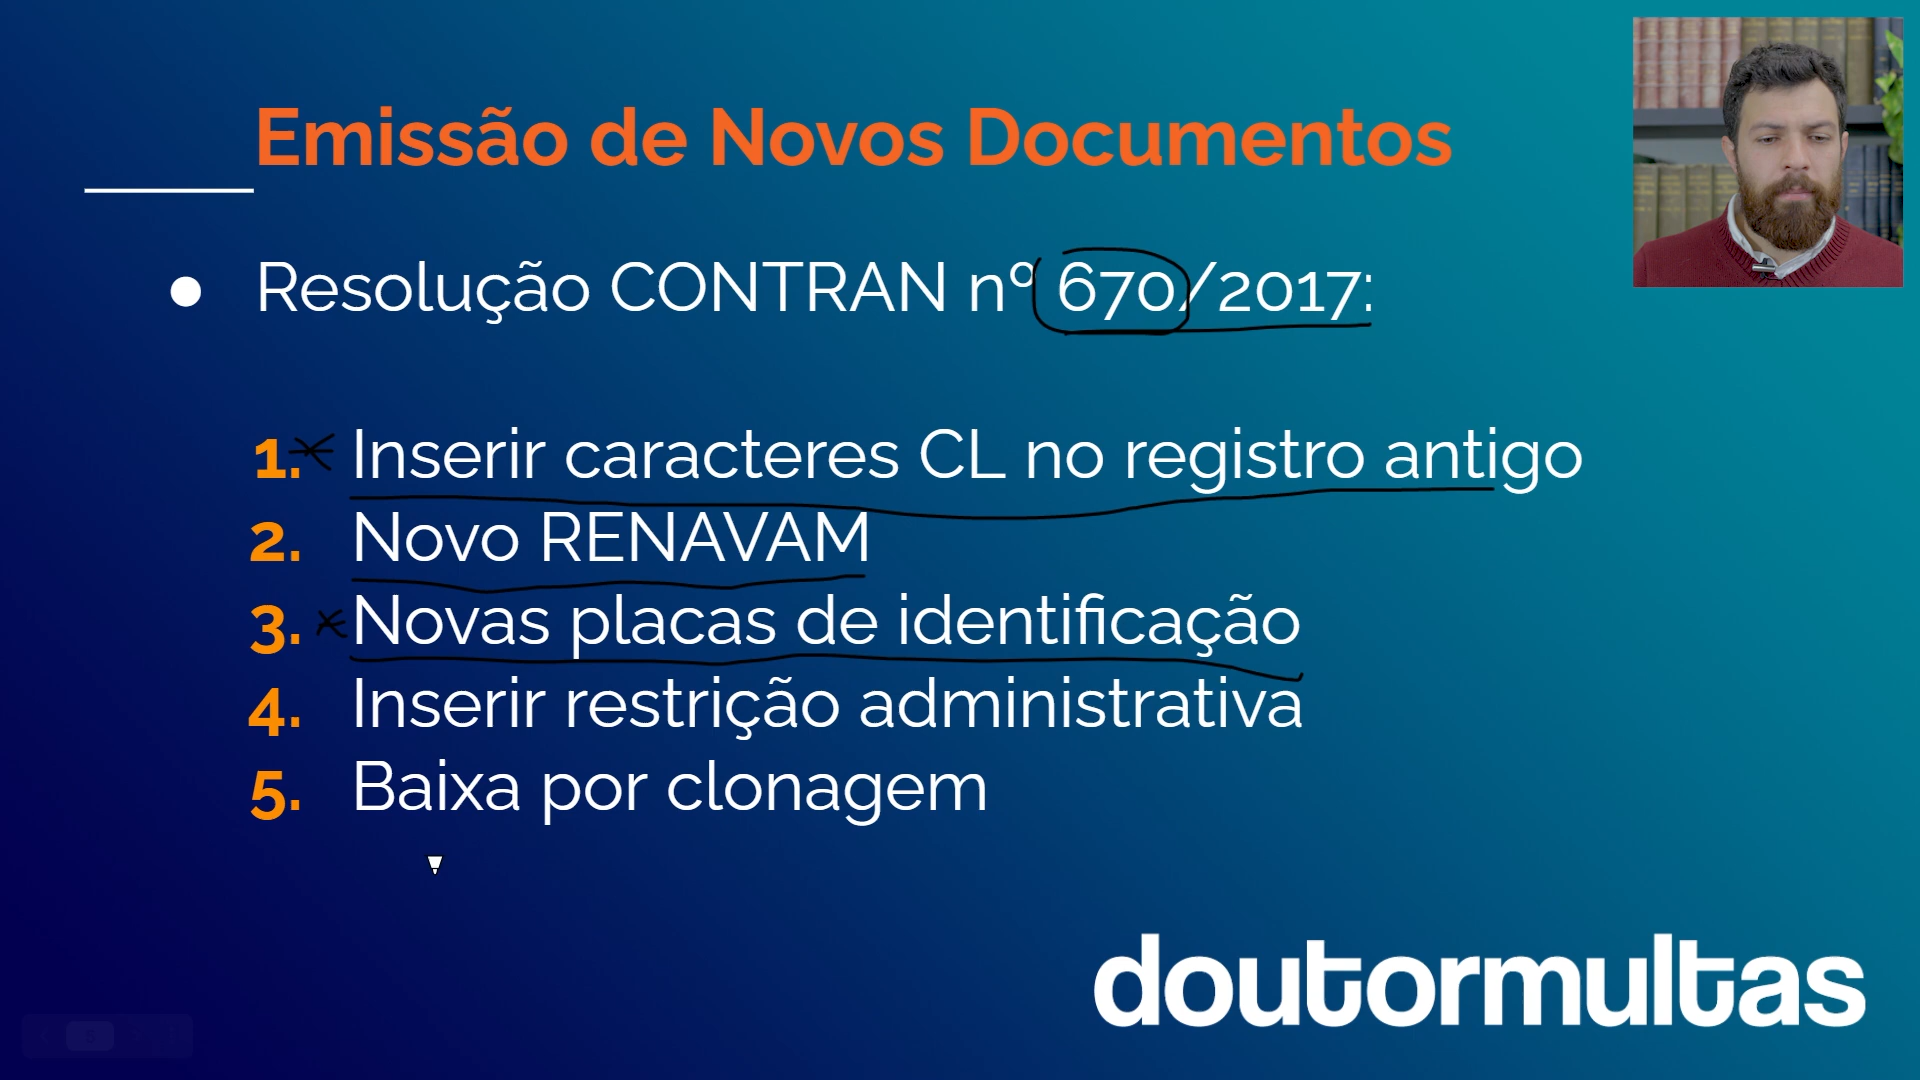 Emissão de Novos Documentos
● Resolução CONTRAN nº 670/2017:
1. Inserir caracteres CL no registro antigo
2. Novo RENAVAM
3. Novas placas de identificação
4. Inserir restrição administrativa
5. Baixa por clonagem
doutormultas